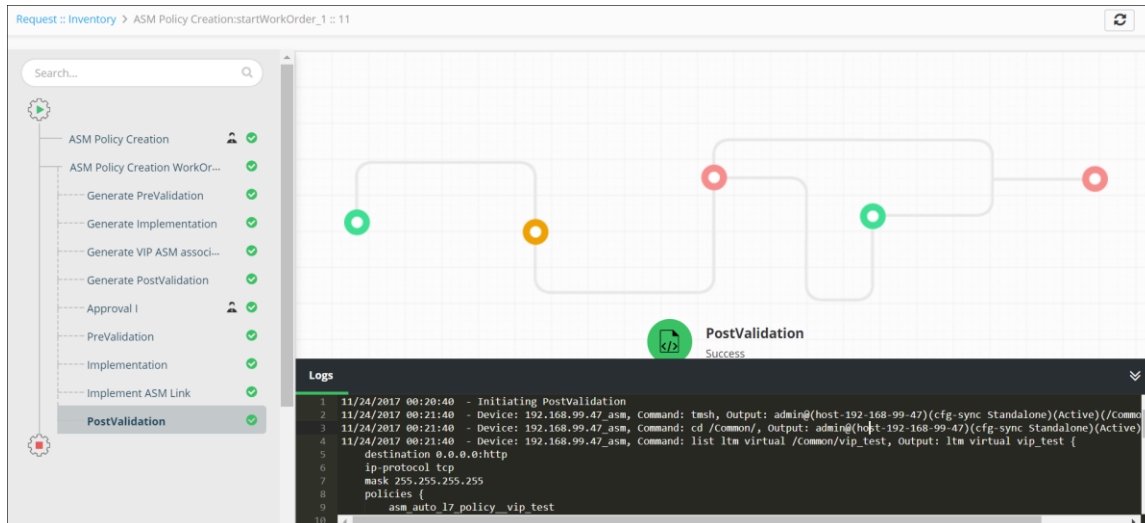 Request :: Inventory > ASM Policy Creation:startWorkOrder_1 :: 11
Search...
ASM Policy Creation
ASM Policy Creation WorkOr---
Generate PreValidation
Generate Implementation
Generate VIP ASM associ---
Generate PostValidation
Approval I
PreValidation
Implementation
Implement ASM Link
PostValidation
PostValidation
Success
Logs
1 11/24/2017 00:20:40 - Initiating PostValidation
2 11/24/2017 00:21:40 - Device: 192.168.99.47_asm, Command: tmsh, Output: admin@(host-192-168-99-47)(cfg-sync Standalone)(Active)(/Commo
3 11/24/2017 00:21:40 - Device: 192.168.99.47_asm, Command: cd /Common/, Output: admin@(host-192-168-99-47)(cfg-sync Standalone)(Active)
4 11/24/2017 00:21:40 - Device: 192.168.99.47_asm, Command: list ltm virtual /Common/vip_test, Output: ltm virtual vip_test {
5 destination 0.0.0.0:http
6 ip-protocol tcp
7 mask 255.255.255.255
8 policies {
9 asm_auto_l7_policy__vip_test
10